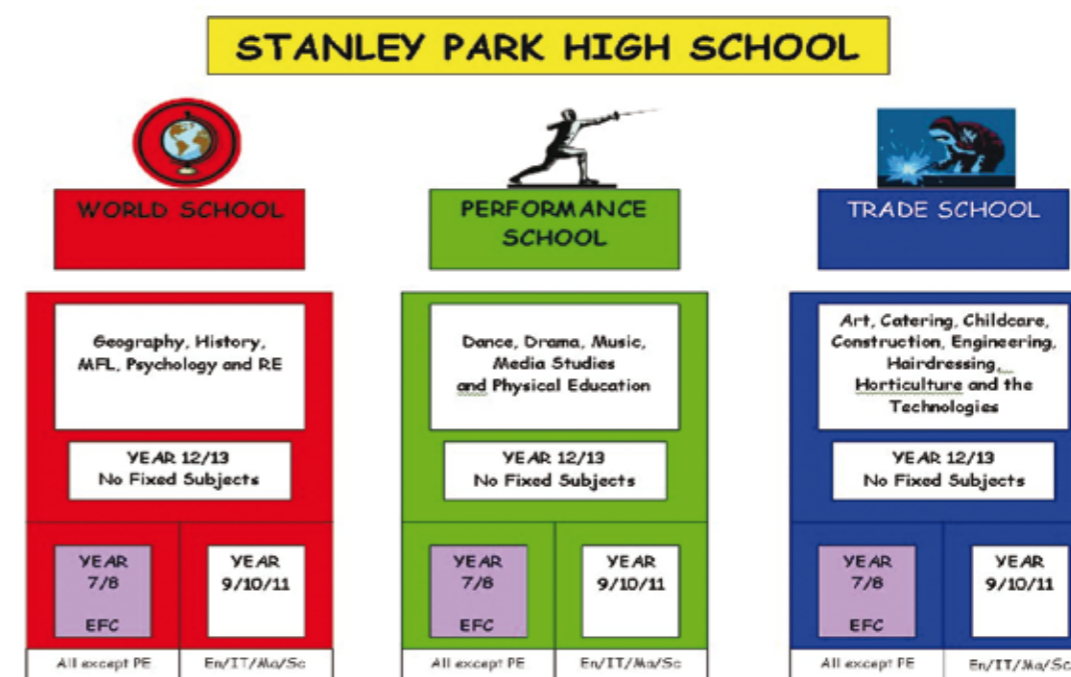 STANLEY PARK HIGH SCHOOL
WORLD SCHOOL
Geography, History,
MFL, Psychology and RE
YEAR 12/13
No Fixed Subjects
YEAR
7/8
EFC
YEAR
9/10/11
All except PE
En/IT/Ma/Sc
PERFORMANCE
SCHOOL
Dance, Drama, Music,
Media Studies
and Physical Education
YEAR 12/13
No Fixed Subjects
YEAR
7/8
EFC
YEAR
9/10/11
All except PE
En/IT/Ma/Sc
TRADE SCHOOL
Art, Catering, Childcare,
Construction, Engineering,
Hairdressing,
Horticulture and the
Technologies
YEAR 12/13
No Fixed Subjects
YEAR
7/8
EFC
YEAR
9/10/11
All except PE
En/IT/Ma/Sc